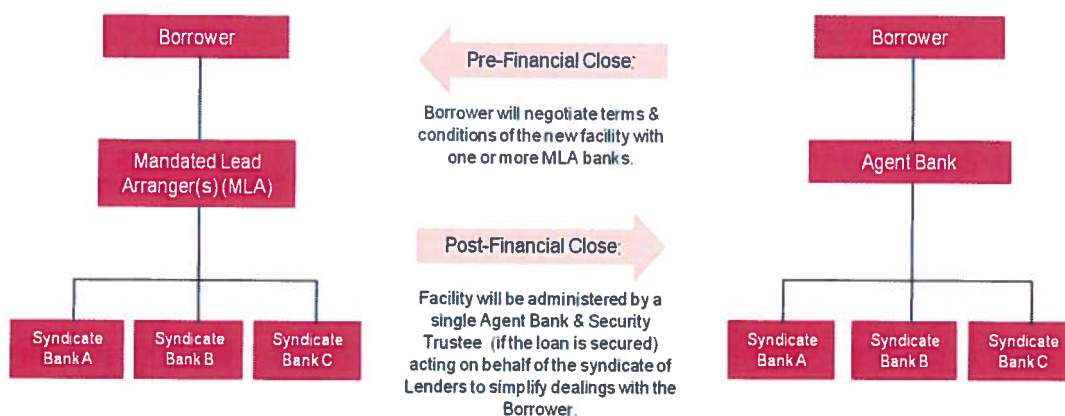 Borrower
Mandated Lead
Arranger(s) (MLA)
Syndicate
Bank A
Syndicate
Bank B
Syndicate
Bank C
Pre-Financial Close:
Borrower will negotiate terms &
conditions of the new facility with
one or more MLA banks.
Post-Financial Close:
Facility will be administered by a
single Agent Bank & Security
Trustee (if the loan is secured)
acting on behalf of the syndicate of
Lenders to simplify dealings with the
Borrower.
Borrower
Agent Bank
Syndicate
Bank A
Syndicate
Bank B
Syndicate
Bank C